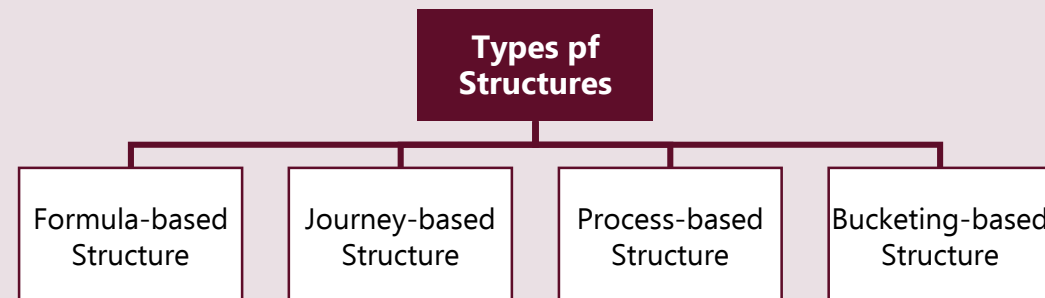 Types pf
Structures
Formula-based
Structure
Journey-based
Structure
Process-based
Structure
Bucketing-based
Structure